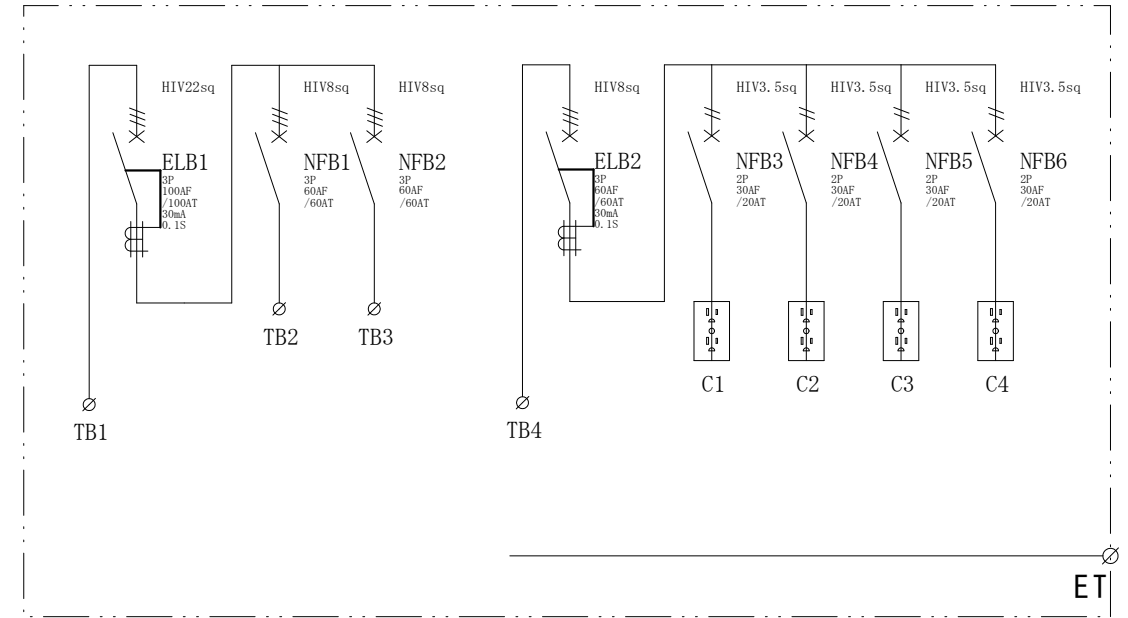 HIV22sq
HIV8sq
HIV8sq
HIV8sq
HIV3.5sq
HIV3.5sq
HIV3.5sq
HIV3.5sq
ELB1
3P
100AF
/100AT
30mA
0.1S
NFB1
3P
60AF
/60AT
NFB2
3P
60AF
/60AT
ELB2
3P
60AF
/60AT
30mA
0.1S
NFB3
2P
30AF
/20AT
NFB4
2P
30AF
/20AT
NFB5
2P
30AF
/20AT
NFB6
2P
30AF
/20AT
TB2
TB3
C1
C2
C3
C4
TB1
TB4
ET